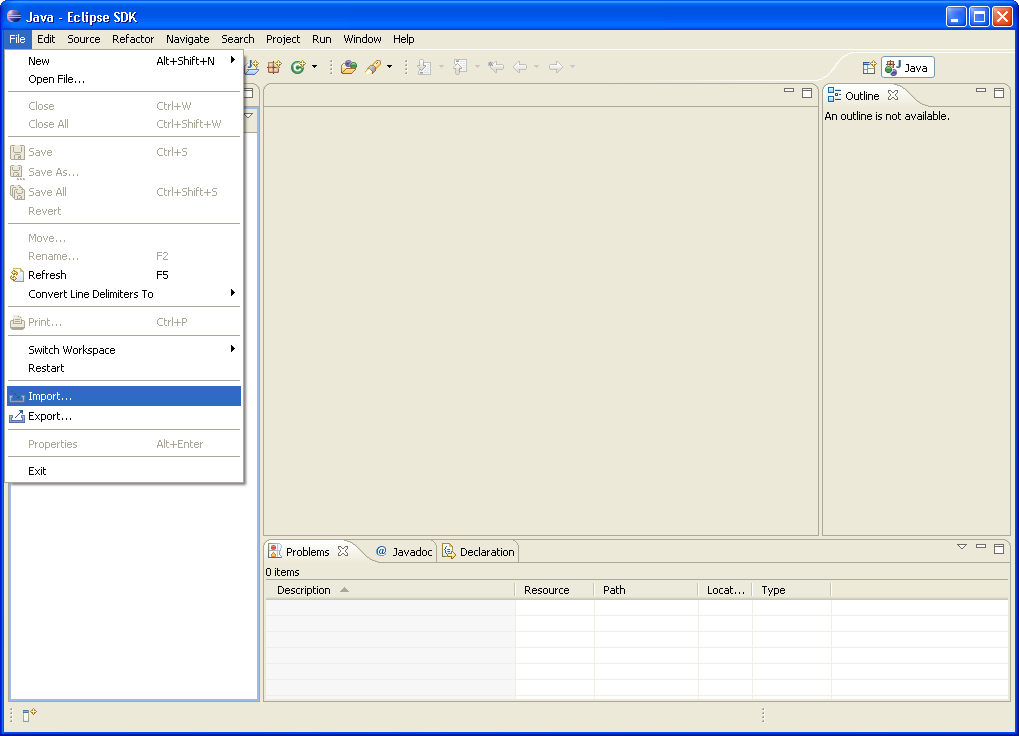 Java - Eclipse SDK
File Edit Source Refactor Navigate Search Project Run Window Help
New Alt+Shift+N
Open File...
Close Ctrl+W
Close All Ctrl+Shift+W
Save Ctrl+S
Save As...
Save All Ctrl+Shift+S
Revert
Move...
Rename... F2
Refresh F5
Convert Line Delimiters To
Print... Ctrl+P
Switch Workspace
Restart
Import...
Export...
Properties Alt+Enter
Exit
Java
Outline
An outline is not available.
Problems @ Javadoc Declaration
0 items
Description Resource Path Locat... Type